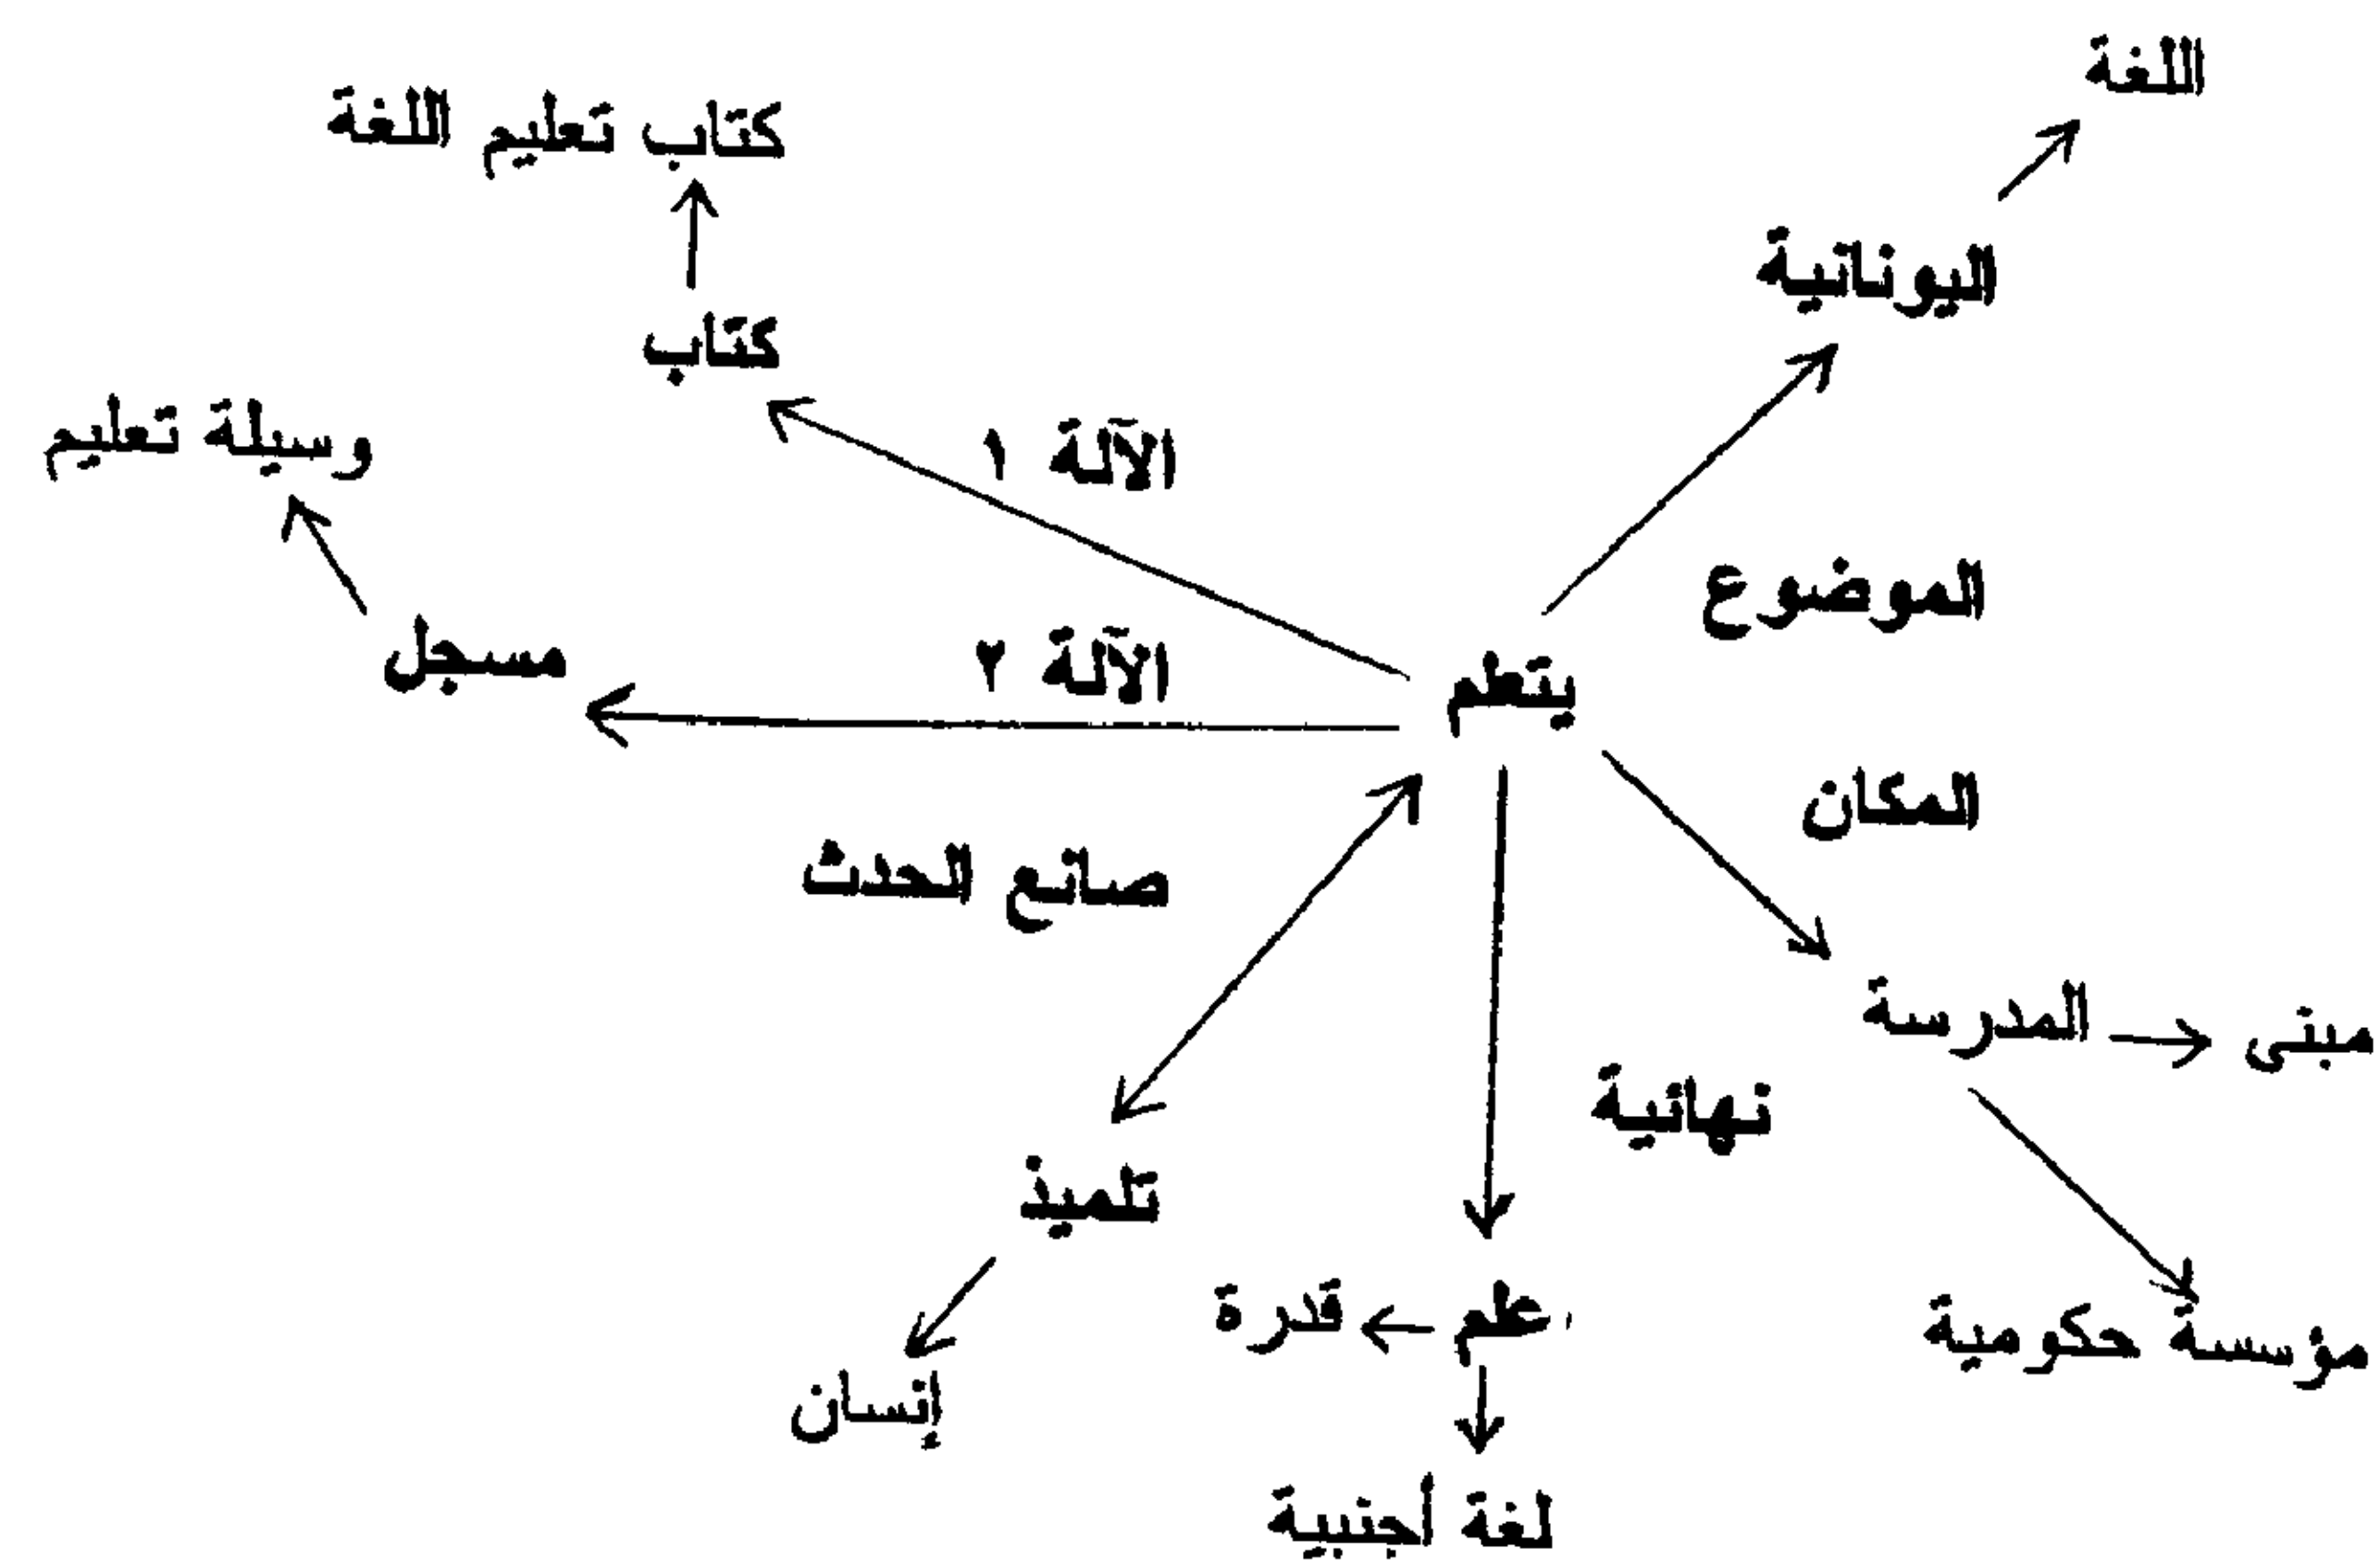 اللغة
كتاب تعليم اللغة
اليونانية
كتاب
وسيلة تعليم
الآلة ١
الموضوع
مسجل
الآلة ٢
يتعلم
المكان
صانع الحدث
المدرسة
مبنى
نهائية
تلميذ
علم
قدرة
مؤسسة حكومية
إنسان
لغة أجنبية